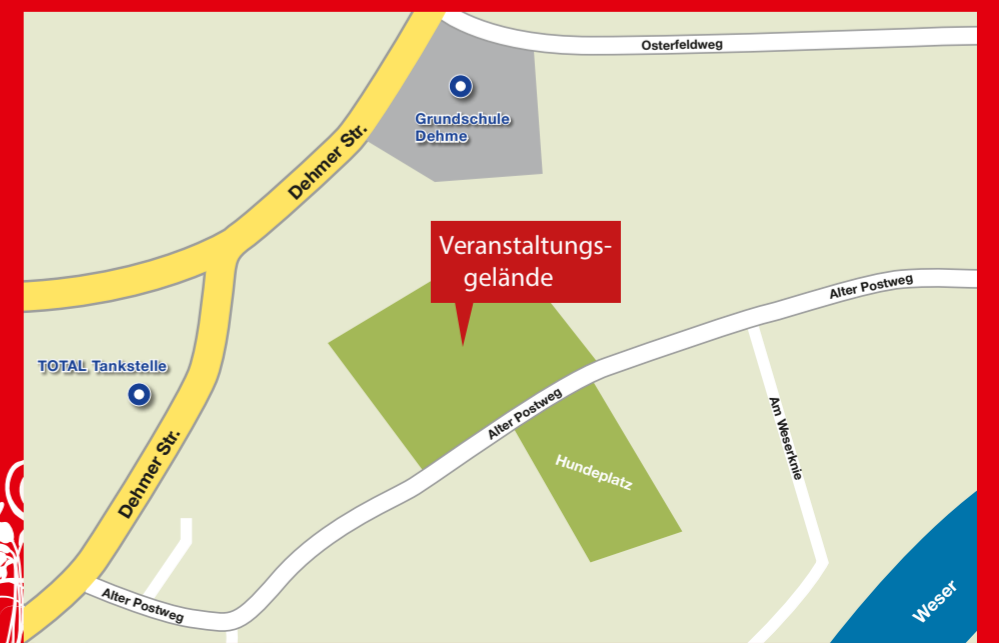 Osterfeldweg
Grundschule
Dehme
Dehmer Str.
Veranstaltungs-
gelände
Alter Postweg
TOTAL Tankstelle
Alter Postweg
Am Weserknie
Dehmer Str.
Hundeplatz
Alter Postweg
Weser